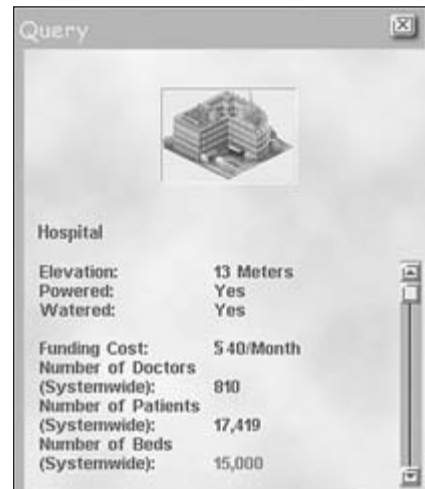 Query
Hospital
Elevation: 13 Meters
Powered: Yes
Watered: Yes
Funding Cost: § 40/Month
Number of Doctors
(Systemwide): 810
Number of Patients
(Systemwide): 17,419
Number of Beds
(Systemwide): 15,000